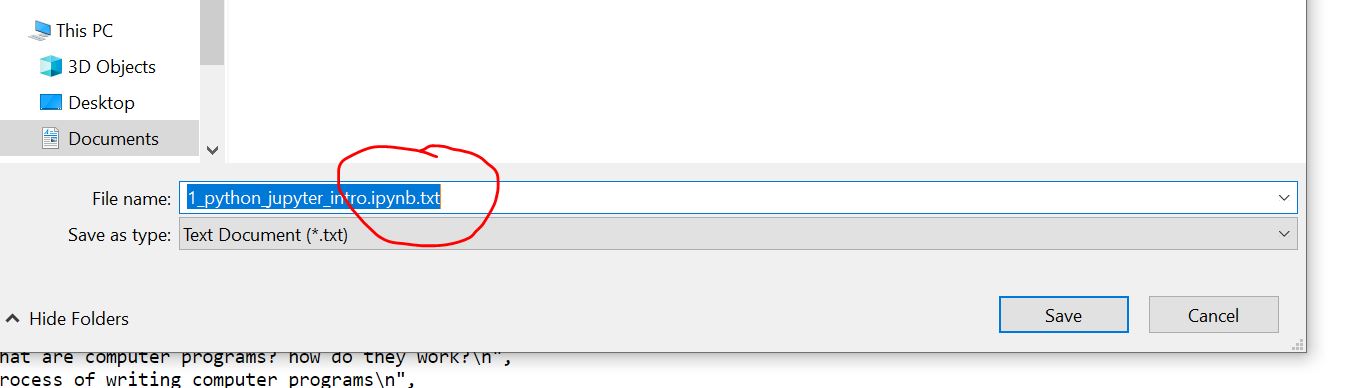 This PC
3D Objects
Desktop
Documents
File name: 1_python_jupyter_intro.ipynb.txt
Save as type: Text Document (*.txt)
Hide Folders
Save
Cancel
hat are computer programs? how do they work?\n",
rocess of writing computer programs\n",